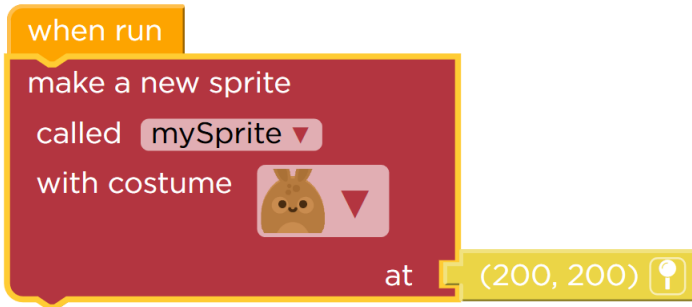 when run
make a new sprite
called mySprite
with costume
at (200, 200)